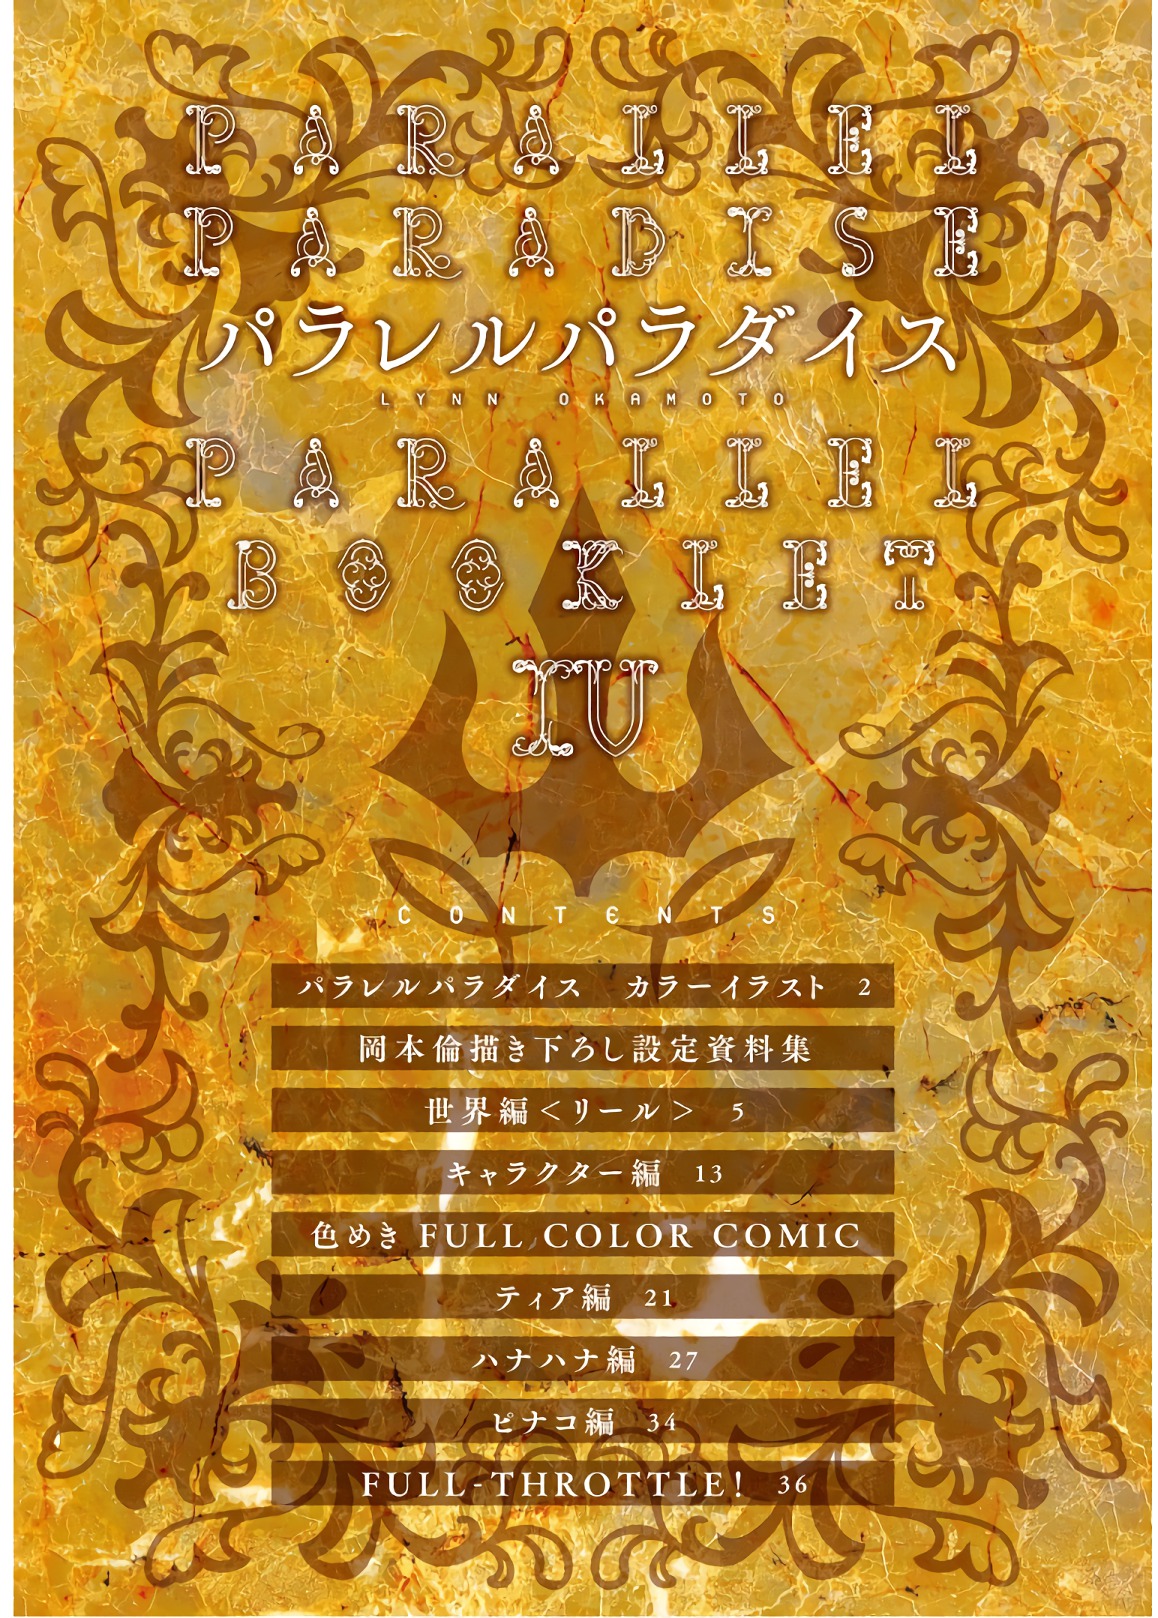 PARALLEL
PARADISE
パラレルパラダイス
LYNN OKAMOTO
PARALLEL
BOOKLET
IV
CONTENTS
パラレルパラダイス　カラーイラスト　2
岡本倫描き下ろし設定資料集
世界編＜リール＞　5
キャラクター編　13
色めき FULL COLOR COMIC
ティア編　21
ハナハナ編　27
ピナコ編　34
FULL-THROTTLE!　36